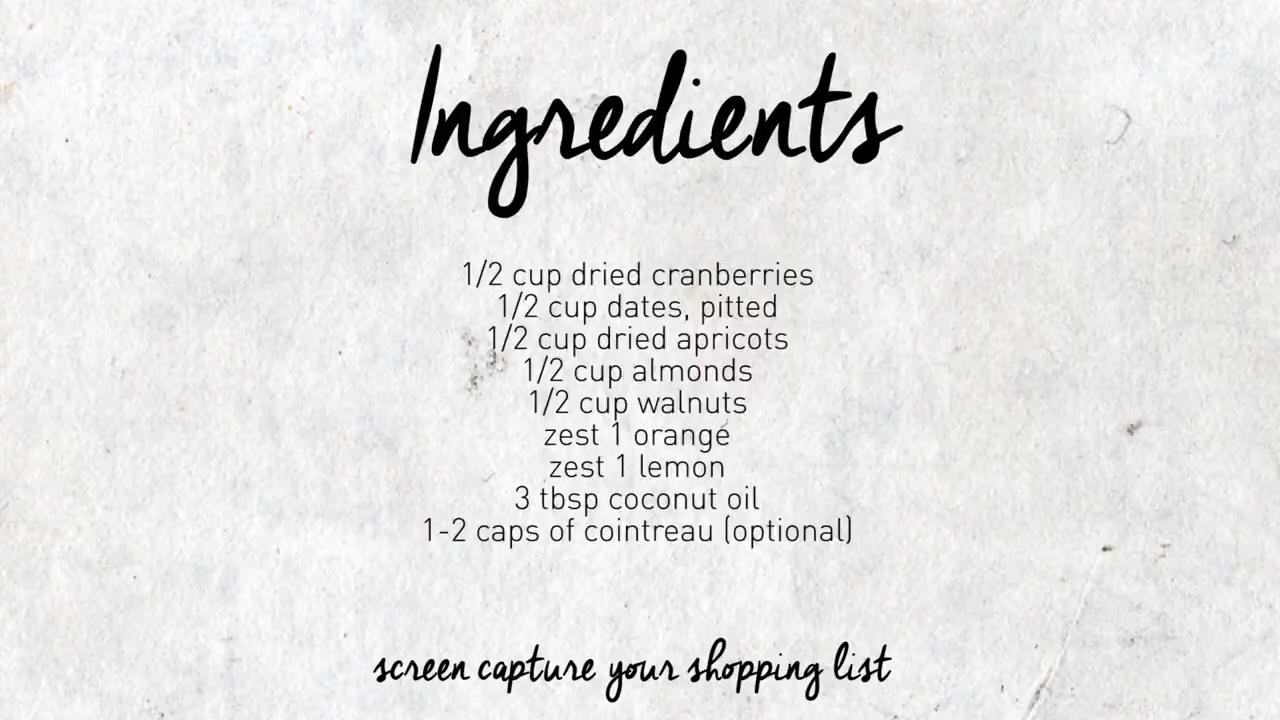 Ingredients
1/2 cup dried cranberries
1/2 cup dates, pitted
1/2 cup dried apricots
1/2 cup almonds
1/2 cup walnuts
zest 1 orange
zest 1 lemon
3 tbsp coconut oil
1-2 caps of cointreau (optional)
screen capture your shopping list